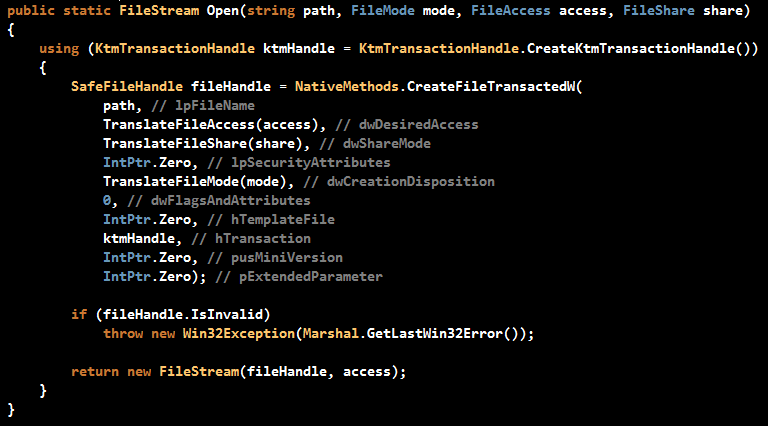 public static FileStream Open(string path, FileMode mode, FileAccess access, FileShare share)
{
    using (KtmTransactionHandle ktmHandle = KtmTransactionHandle.CreateKtmTransactionHandle())
    {
        SafeFileHandle fileHandle = NativeMethods.CreateFileTransactedW(
            path, // lpFileName
            TranslateFileAccess(access), // dwDesiredAccess
            TranslateFileShare(share), // dwShareMode
            IntPtr.Zero, // lpSecurityAttributes
            TranslateFileMode(mode), // dwCreationDisposition
            0, // dwFlagsAndAttributes
            IntPtr.Zero, // hTemplateFile
            ktmHandle, // hTransaction
            IntPtr.Zero, // pusMiniVersion
            IntPtr.Zero); // pExtendedParameter

        if (fileHandle.IsInvalid)
            throw new Win32Exception(Marshal.GetLastWin32Error());

        return new FileStream(fileHandle, access);
    }
}